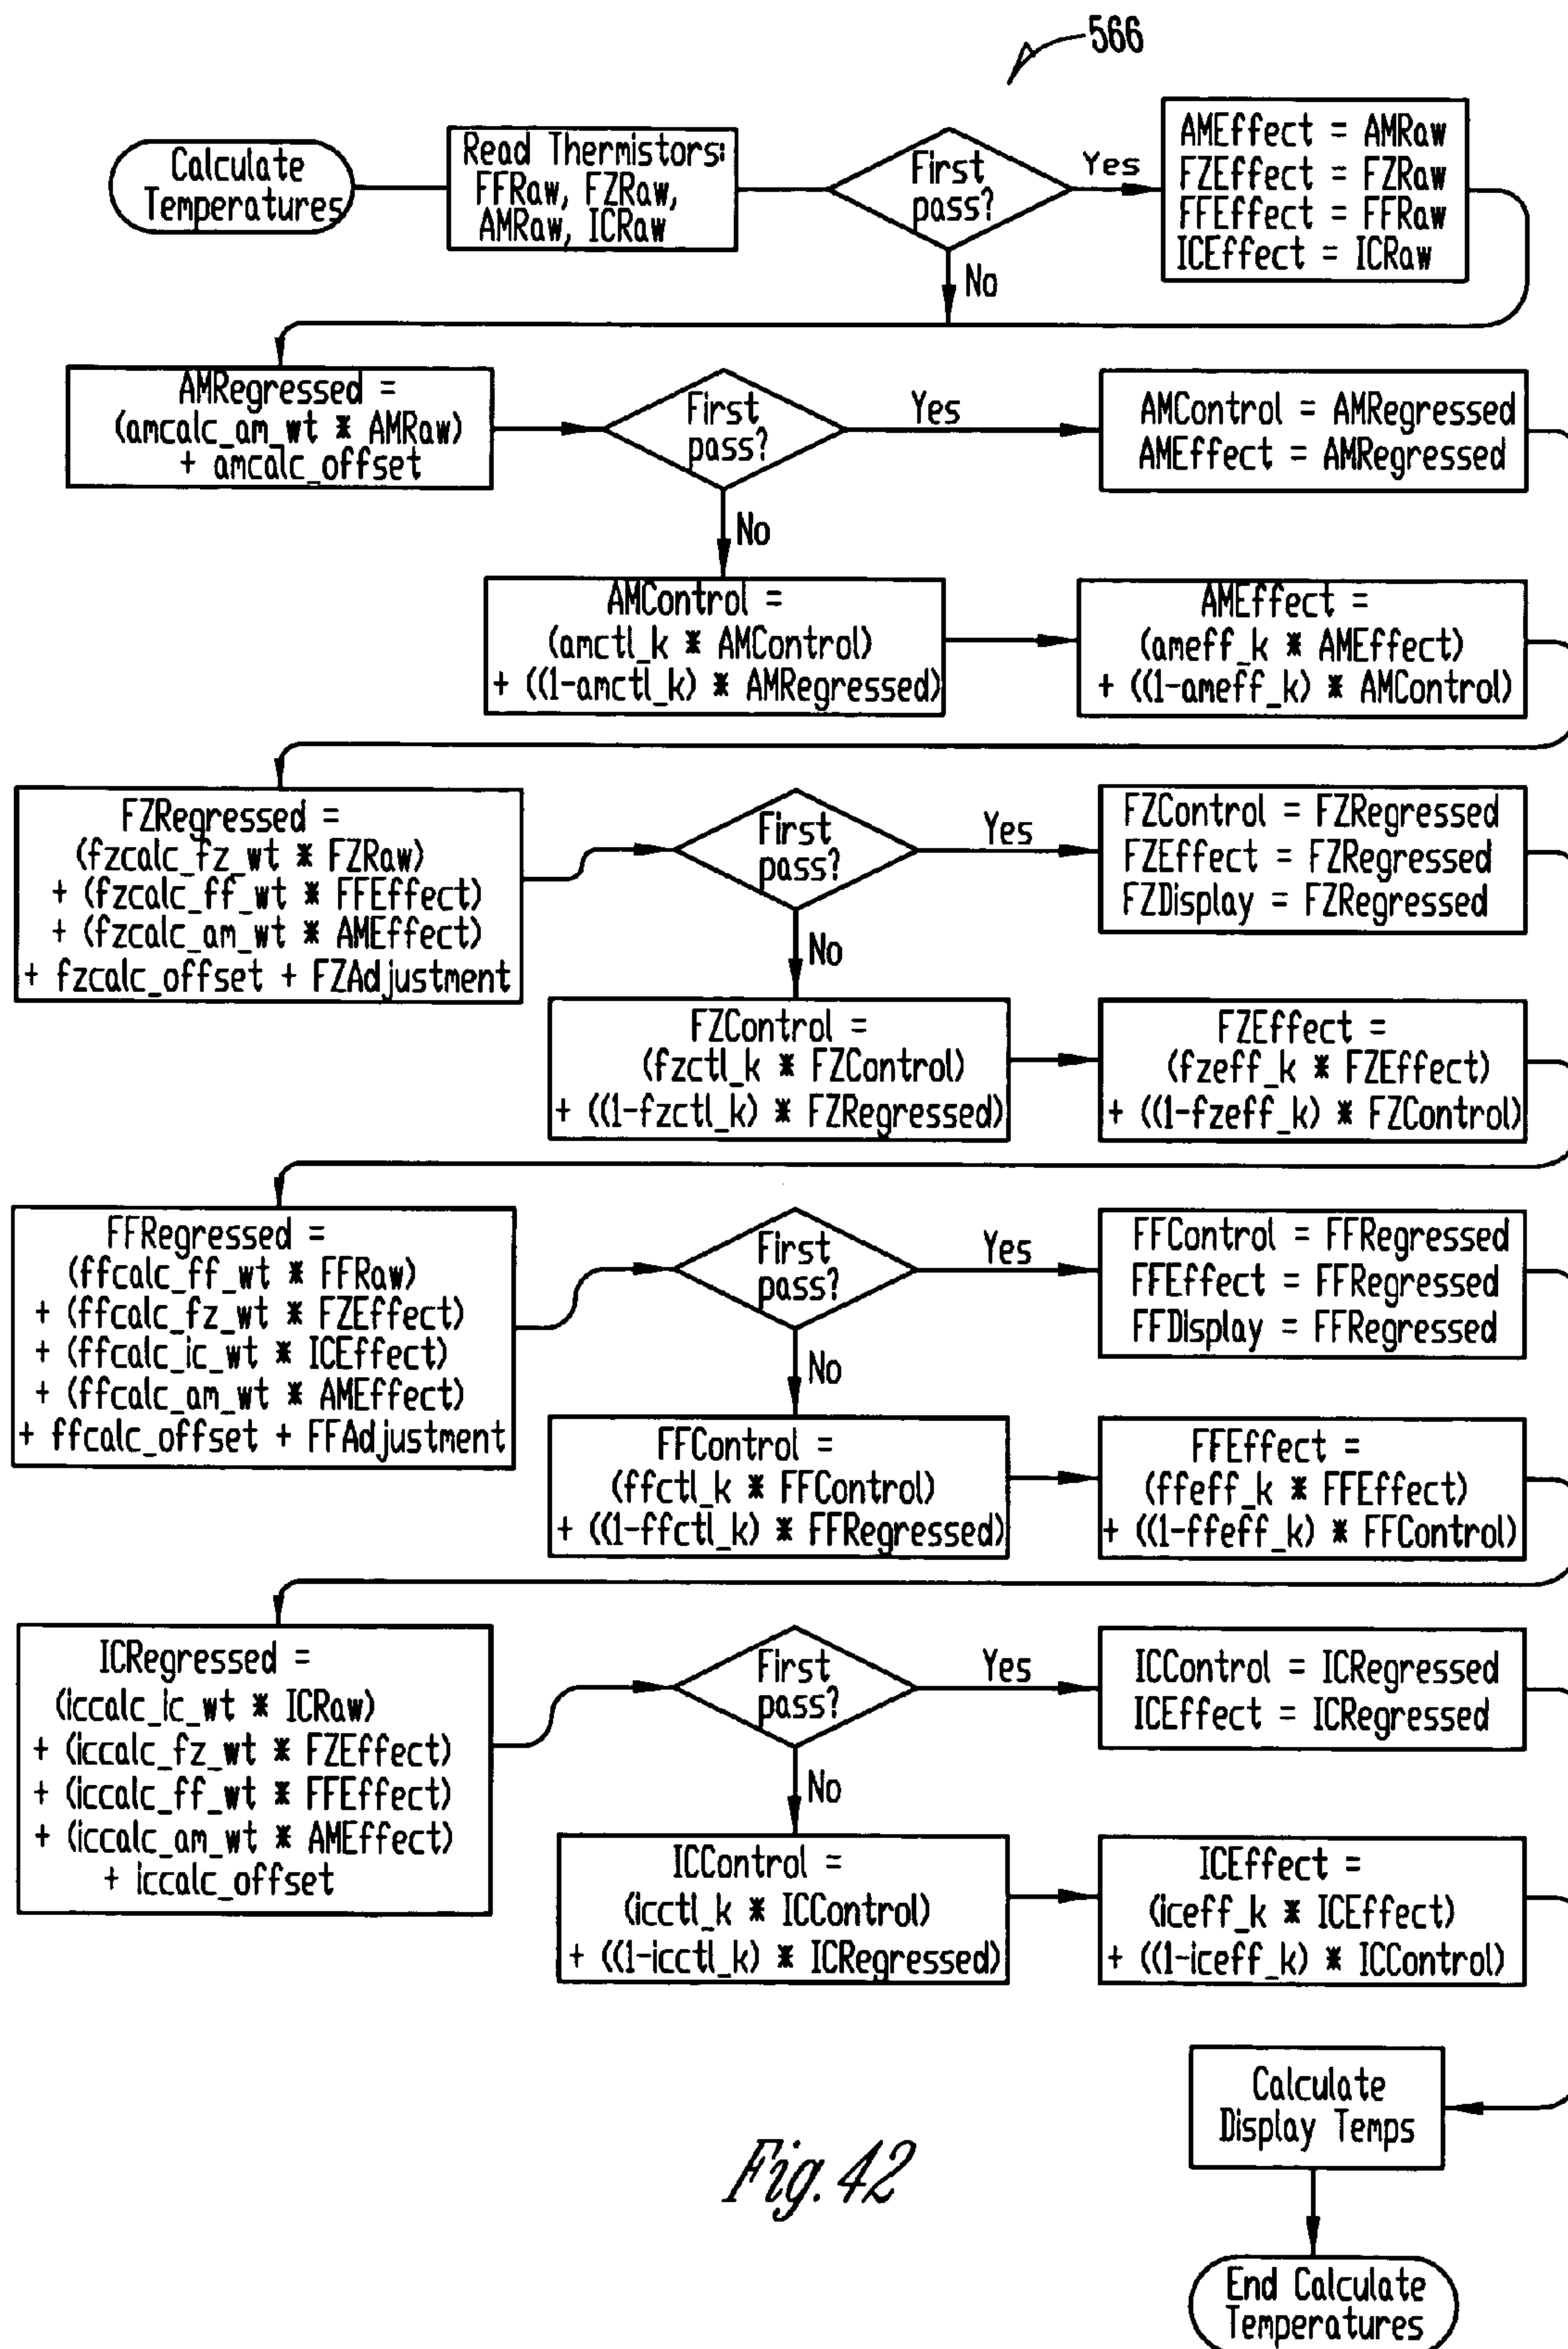 566
Calculate
Temperatures
Read Thermistors:
FFRaw, FZRaw,
AMRaw, ICRaw
First
pass?
Yes
AMEffect = AMRaw
FZEffect = FZRaw
FFEffect = FFRaw
ICEffect = ICRaw
No
AMRegressed =
(amcalc_am_wt * AMRaw)
+ amcalc_offset
First
pass?
Yes
AMControl = AMRegressed
AMEffect = AMRegressed
No
AMControl =
(amctl_k * AMControl)
+ ((1-amctl_k) * AMRegressed)
AMEffect =
(ameff_k * AMEffect)
+ ((1-ameff_k) * AMControl)
FZRegressed =
(fzcalc_fz_wt * FZRaw)
+ (fzcalc_ff_wt * FFEffect)
+ (fzcalc_am_wt * AMEffect)
+ fzcalc_offset + FZAdjustment
First
pass?
Yes
FZControl = FZRegressed
FZEffect = FZRegressed
FZDisplay = FZRegressed
No
FZControl =
(fzctl_k * FZControl)
+ ((1-fzctl_k) * FZRegressed)
FZEffect =
(fzeff_k * FZEffect)
+ ((1-fzeff_k) * FZControl)
FFRegressed =
(ffcalc_ff_wt * FFRaw)
+ (ffcalc_fz_wt * FZEffect)
+ (ffcalc_ic_wt * ICEffect)
+ (ffcalc_am_wt * AMEffect)
+ ffcalc_offset + FFAdjustment
First
pass?
Yes
FFControl = FFRegressed
FFEffect = FFRegressed
FFDisplay = FFRegressed
No
FFControl =
(ffctl_k * FFControl)
+ ((1-ffctl_k) * FFRegressed)
FFEffect =
(ffeff_k * FFEffect)
+ ((1-ffeff_k) * FFControl)
ICRegressed =
(iccalc_ic_wt * ICRaw)
+ (iccalc_fz_wt * FZEffect)
+ (iccalc_ff_wt * FFEffect)
+ (iccalc_am_wt * AMEffect)
+ iccalc_offset
First
pass?
Yes
ICControl = ICRegressed
ICEffect = ICRegressed
No
ICControl =
(icctl_k * ICControl)
+ ((1-icctl_k) * ICRegressed)
ICEffect =
(iceff_k * ICEffect)
+ ((1-iceff_k) * ICControl)
Calculate
Display Temps
End Calculate
Temperatures
Fig. 42